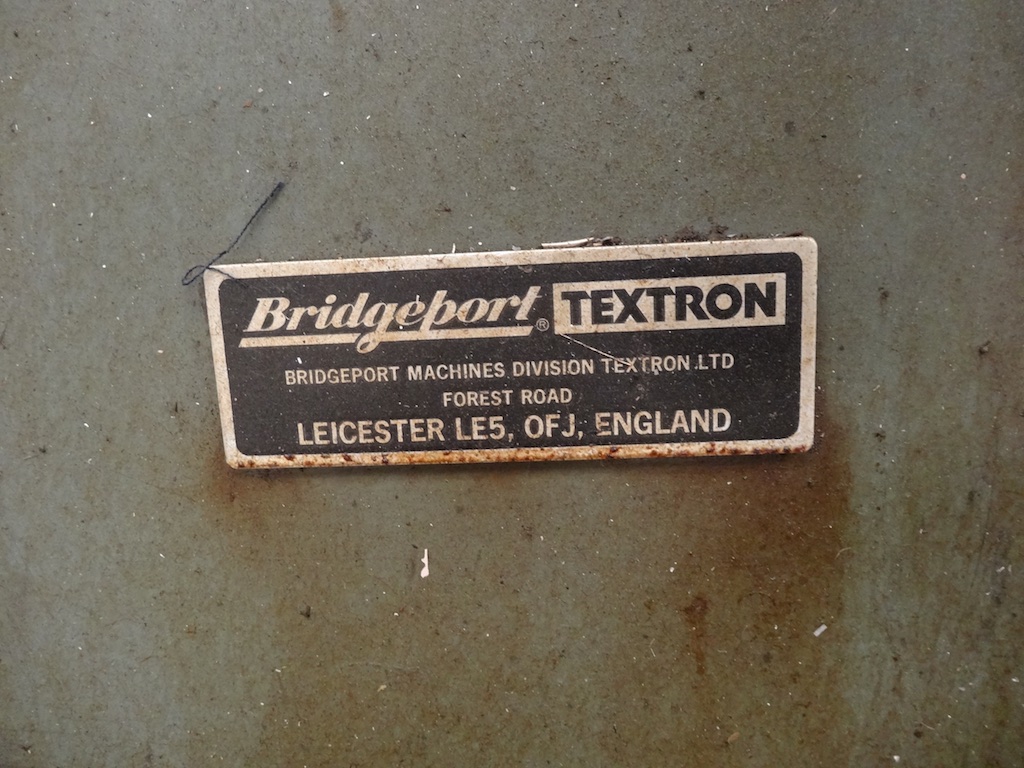 Bridgeport® TEXTRON
BRIDGEPORT MACHINES DIVISION TEXTRON LTD
FOREST ROAD
LEICESTER LE5, OFJ, ENGLAND